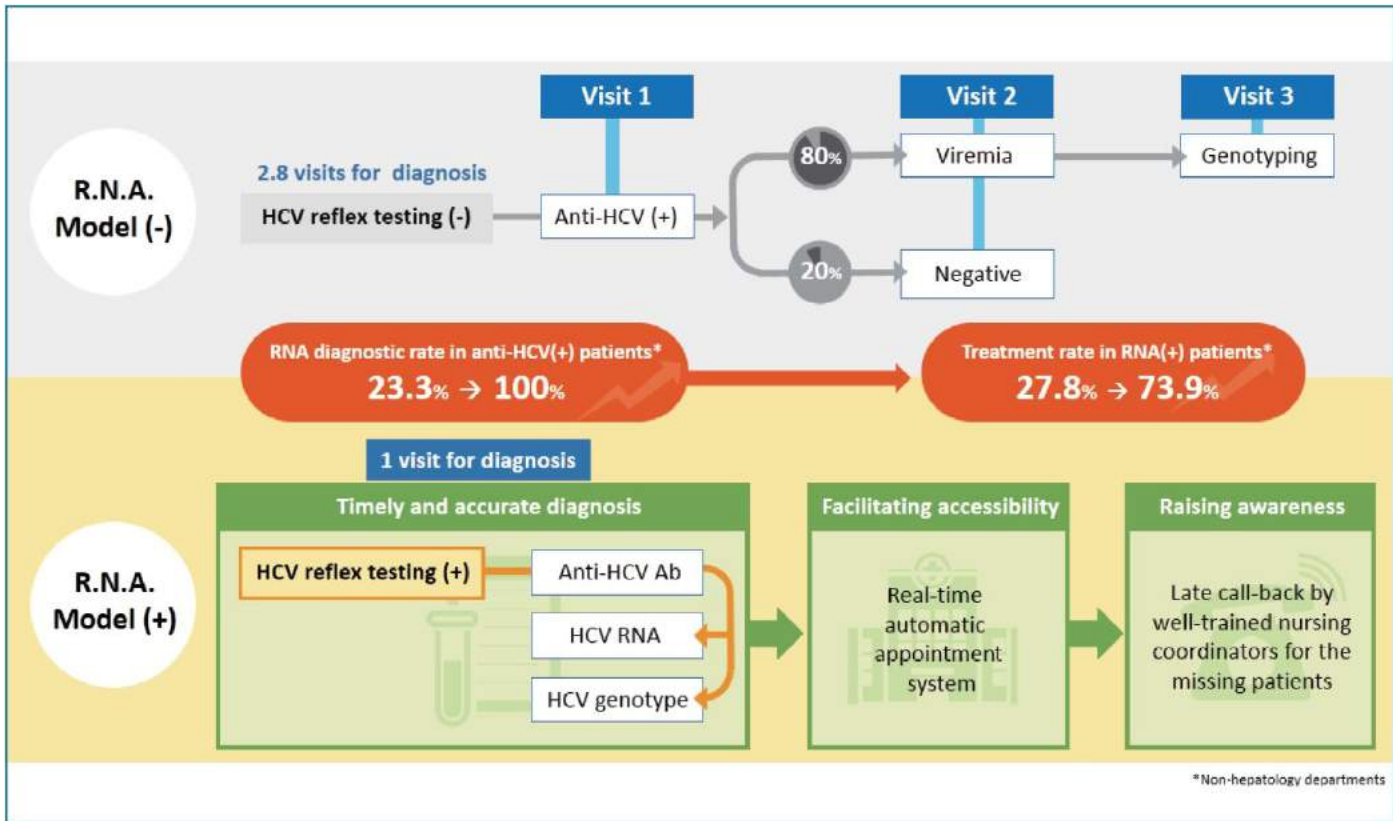 Visit 1
Visit 2
Visit 3
R.N.A.
Model (-)
2.8 visits for diagnosis
HCV reflex testing (-)
Anti-HCV (+)
80%
Viremia
Genotyping
20%
Negative
RNA diagnostic rate in anti-HCV(+) patients*
23.3% → 100%
Treatment rate in RNA(+) patients*
27.8% → 73.9%
1 visit for diagnosis
R.N.A.
Model (+)
Timely and accurate diagnosis
HCV reflex testing (+)
Anti-HCV Ab
HCV RNA
HCV genotype
Facilitating accessibility
Real-time
automatic
appointment
system
Raising awareness
Late call-back by
well-trained nursing
coordinators for the
missing patients
*Non-hepatology departments